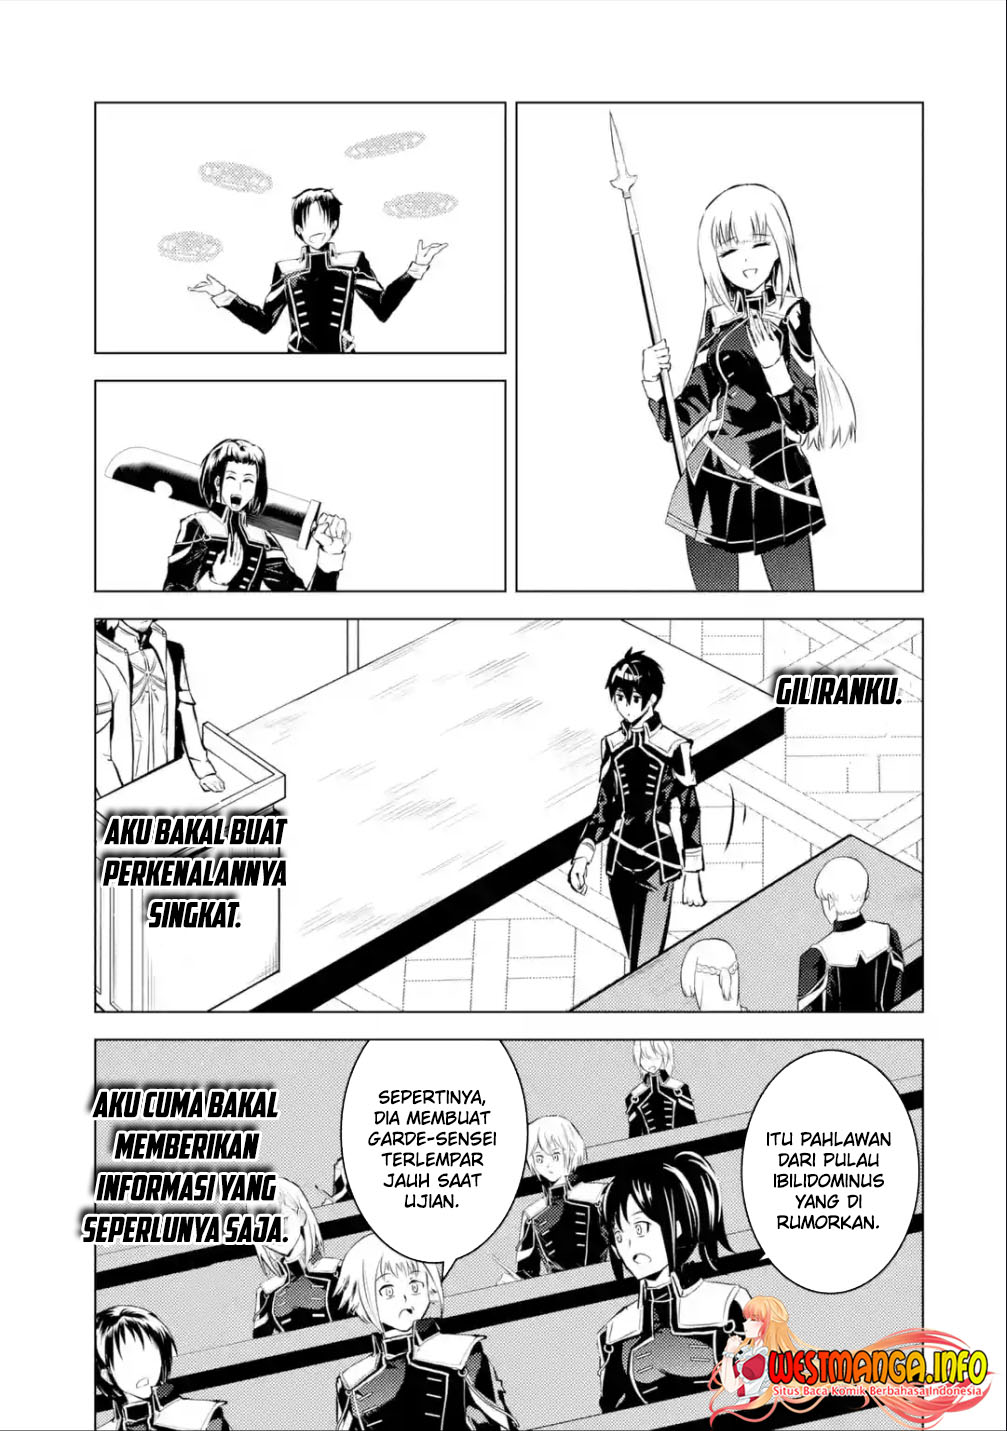 GILIRANKU.
AKU BAKAL BUAT
PERKENALANNYA
SINGKAT.
ITU PAHLAWAN
DARI PULAU
IBILIDOMINUS
YANG DI
RUMORKAN.
SEPERTINYA,
DIA MEMBUAT
GARDE-SENSEI
TERLEMPAR
JAUH SAAT
UJIAN.
AKU CUMA BAKAL
MEMBERIKAN
INFORMASI YANG
SEPERLUNYA SAJA.
WESTMANGA.INFO
Situs Baca Komik Berbahasa Indonesia